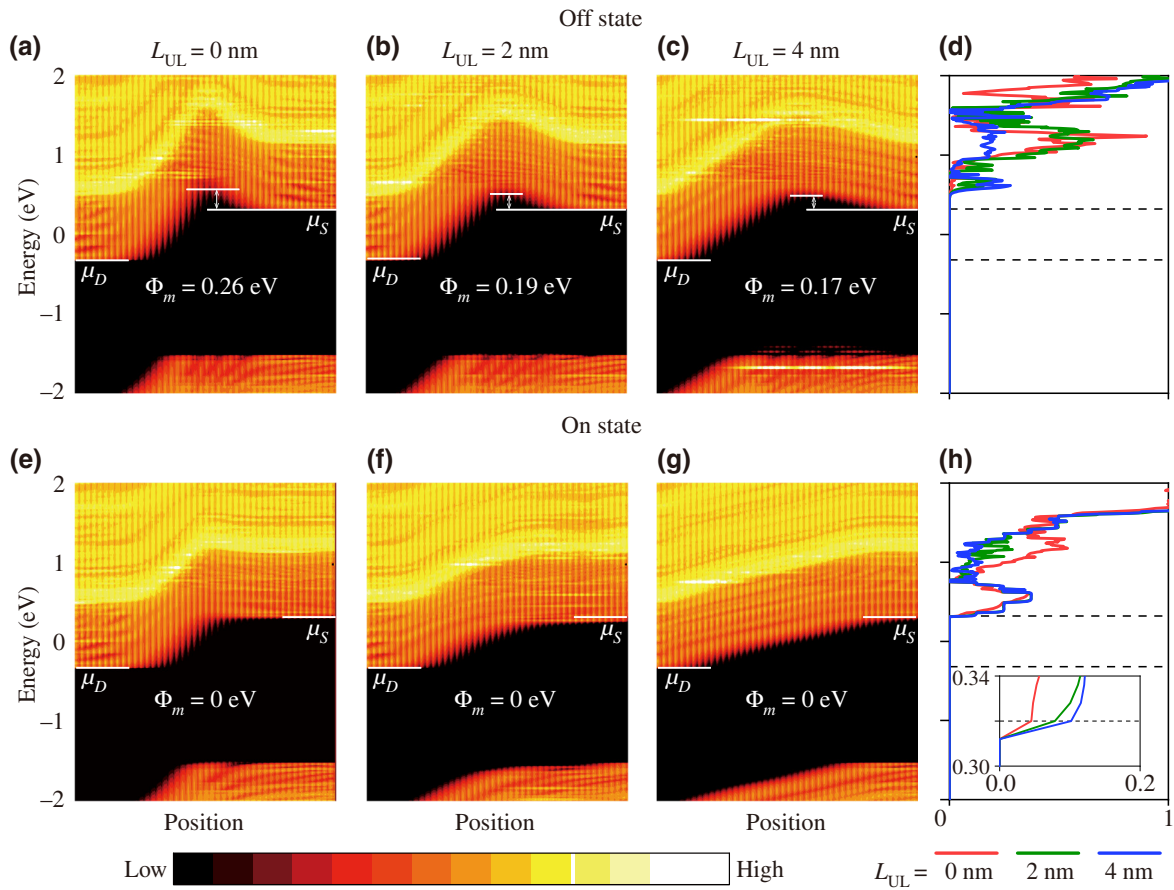 Off state
(a) L_UL = 0 nm
(b) L_UL = 2 nm
(c) L_UL = 4 nm
(d)
2
1
0
−1
−2
Energy (eV)
μ_S
μ_D
Φ_m = 0.26 eV
μ_S
μ_D
Φ_m = 0.19 eV
μ_S
μ_D
Φ_m = 0.17 eV
On state
(e)
(f)
(g)
(h)
2
1
0
−1
−2
Energy (eV)
μ_S
μ_D
Φ_m = 0 eV
μ_S
μ_D
Φ_m = 0 eV
μ_S
μ_D
Φ_m = 0 eV
0.34
0.30
0.0
0.2
Position
Position
Position
0
1
Low
High
L_UL = 0 nm 2 nm 4 nm